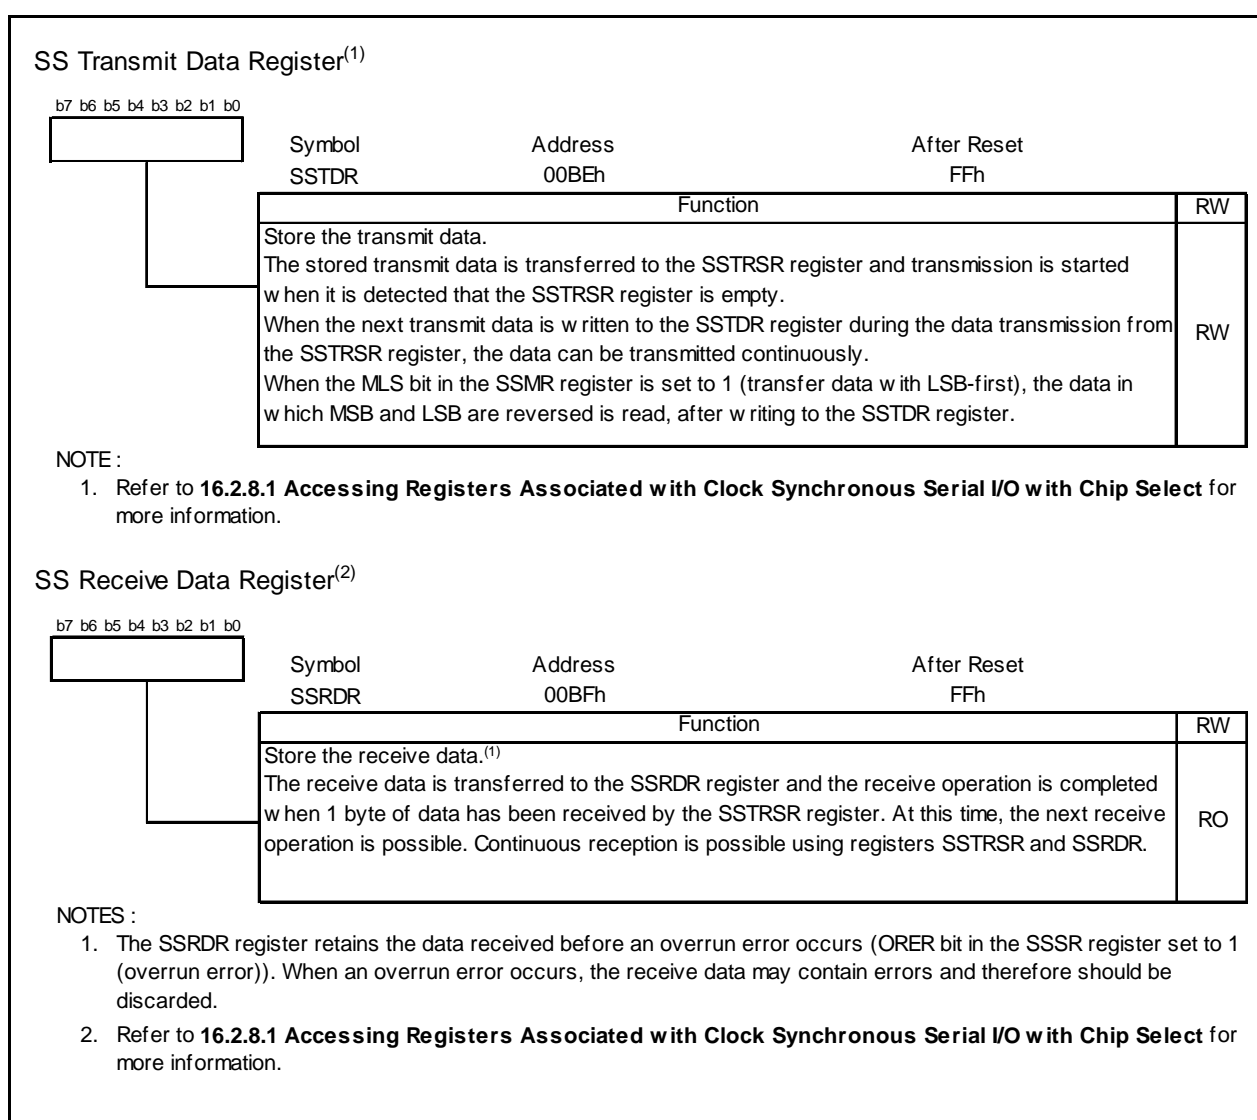 SS Transmit Data Register(1)
b7 b6 b5 b4 b3 b2 b1 b0
Symbol Address After Reset
SSTDR 00BEh FFh
Function RW
Store the transmit data.
The stored transmit data is transferred to the SSTRSR register and transmission is started
when it is detected that the SSTRSR register is empty.
When the next transmit data is written to the SSTDR register during the data transmission from
the SSTRSR register, the data can be transmitted continuously.
RW
When the MLS bit in the SSMR register is set to 1 (transfer data with LSB-first), the data in
which MSB and LSB are reversed is read, after writing to the SSTDR register.
NOTE :
1. Refer to 16.2.8.1 Accessing Registers Associated with Clock Synchronous Serial I/O with Chip Select for
more information.
SS Receive Data Register(2)
b7 b6 b5 b4 b3 b2 b1 b0
Symbol Address After Reset
SSRDR 00BFh FFh
Function RW
Store the receive data.(1)
The receive data is transferred to the SSRDR register and the receive operation is completed
when 1 byte of data has been received by the SSTRSR register. At this time, the next receive
operation is possible. Continuous reception is possible using registers SSTRSR and SSRDR.
RO
NOTES :
1. The SSRDR register retains the data received before an overrun error occurs (ORER bit in the SSSR register set to 1
(overrun error)). When an overrun error occurs, the receive data may contain errors and therefore should be
discarded.
2. Refer to 16.2.8.1 Accessing Registers Associated with Clock Synchronous Serial I/O with Chip Select for
more information.